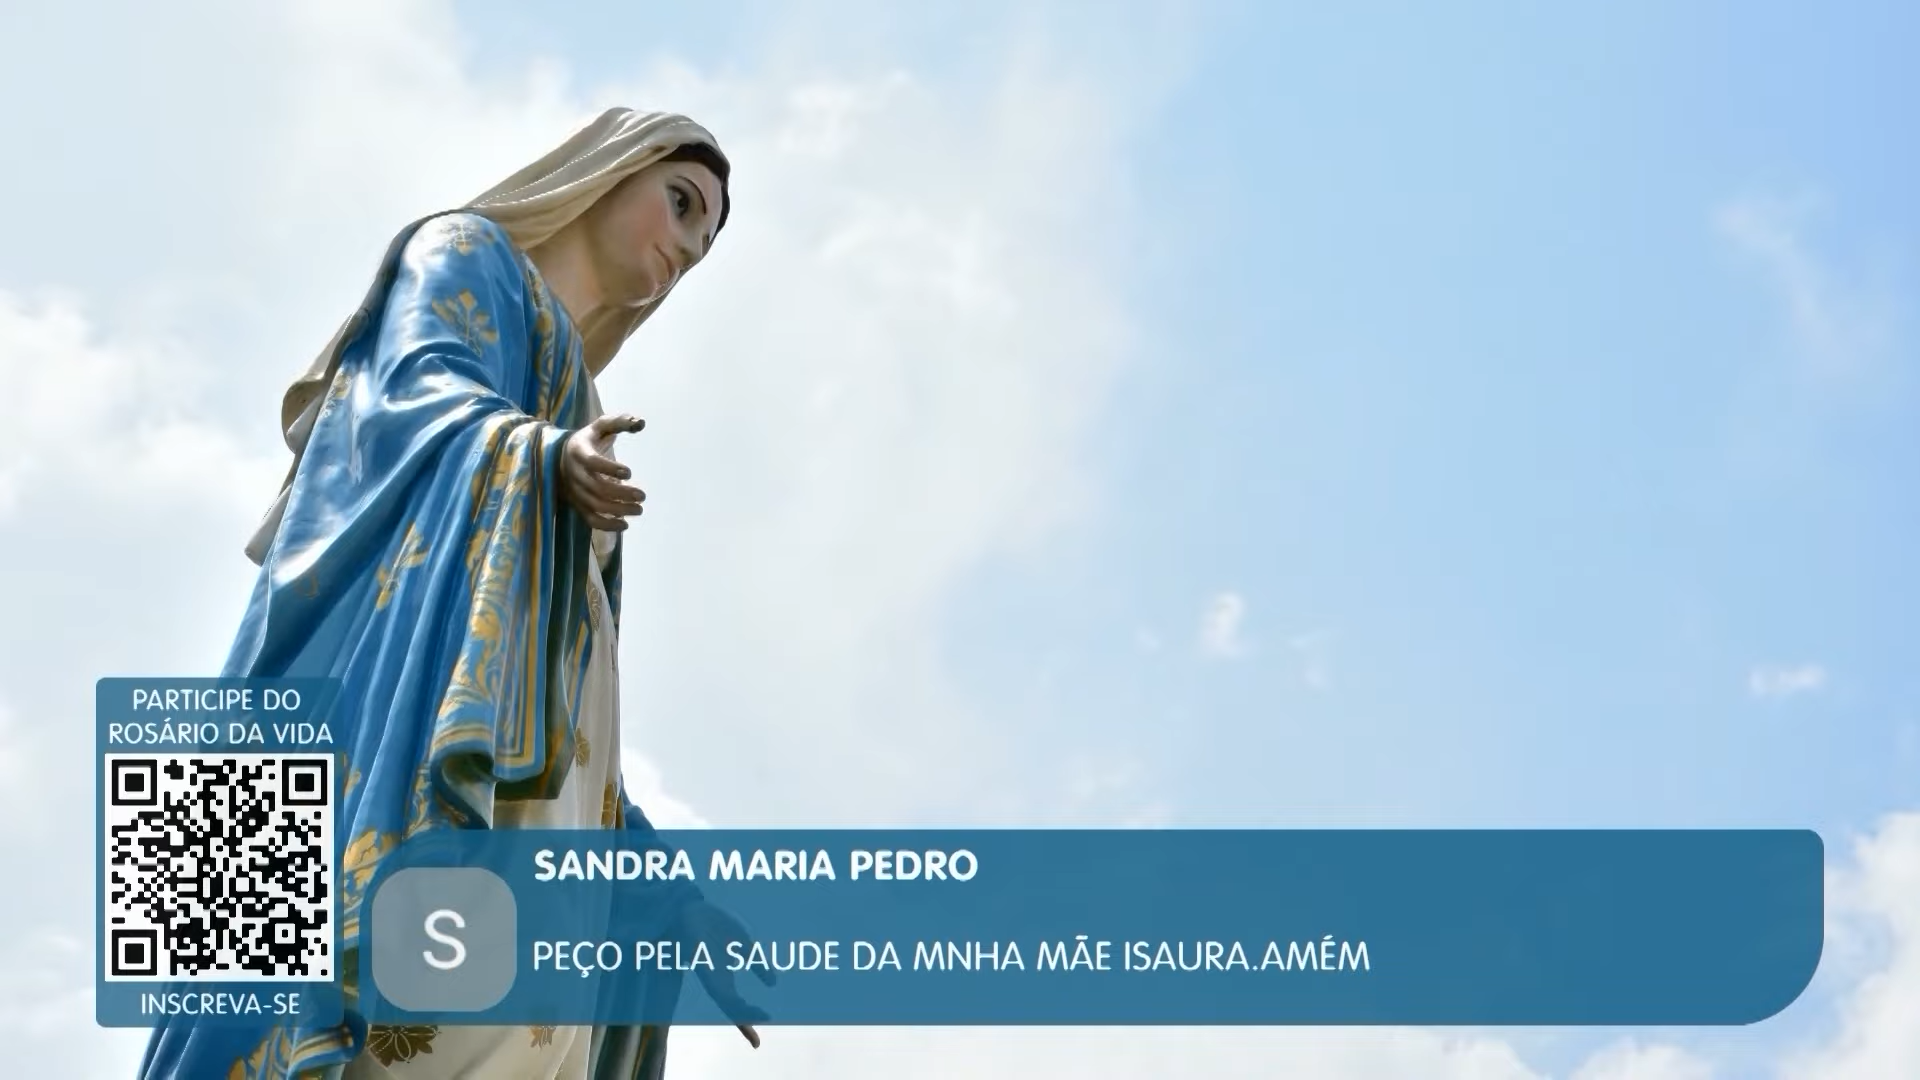 PARTICIPE DO
ROSÁRIO DA VIDA
INSCREVA-SE
SANDRA MARIA PEDRO
S
PEÇO PELA SAUDE DA MNHA MÃE ISAURA.AMÉM